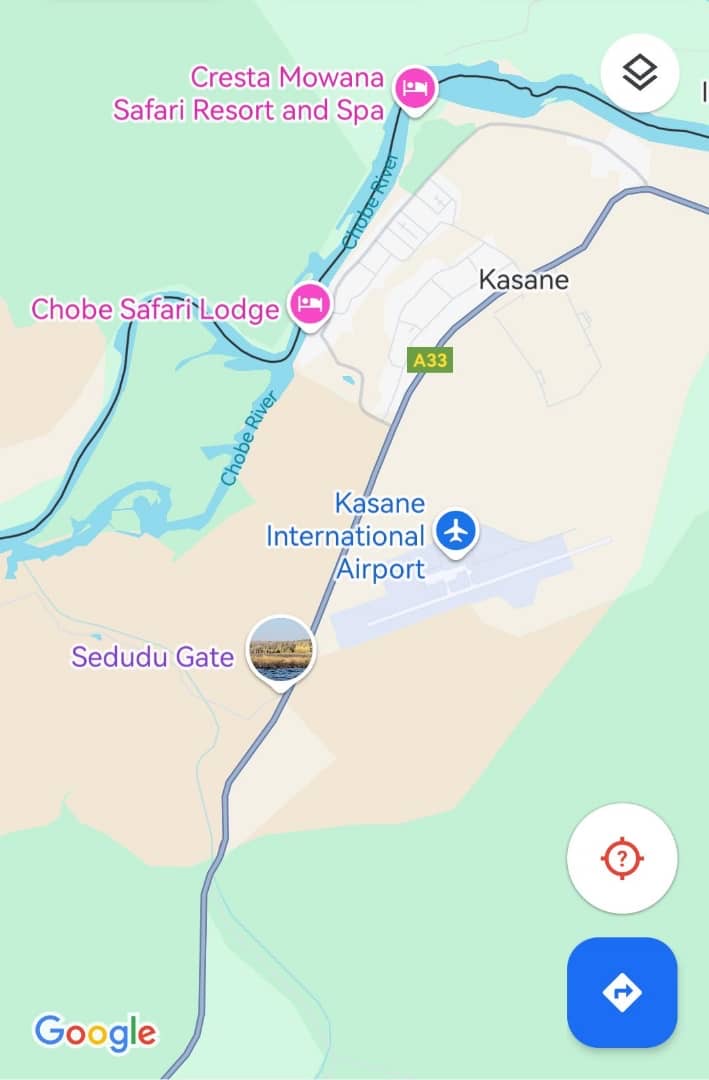 Cresta Mowana
Safari Resort and Spa
Chobe River
Kasane
Chobe Safari Lodge
A33
Chobe River
Kasane
International
Airport
Sedudu Gate
?
Google